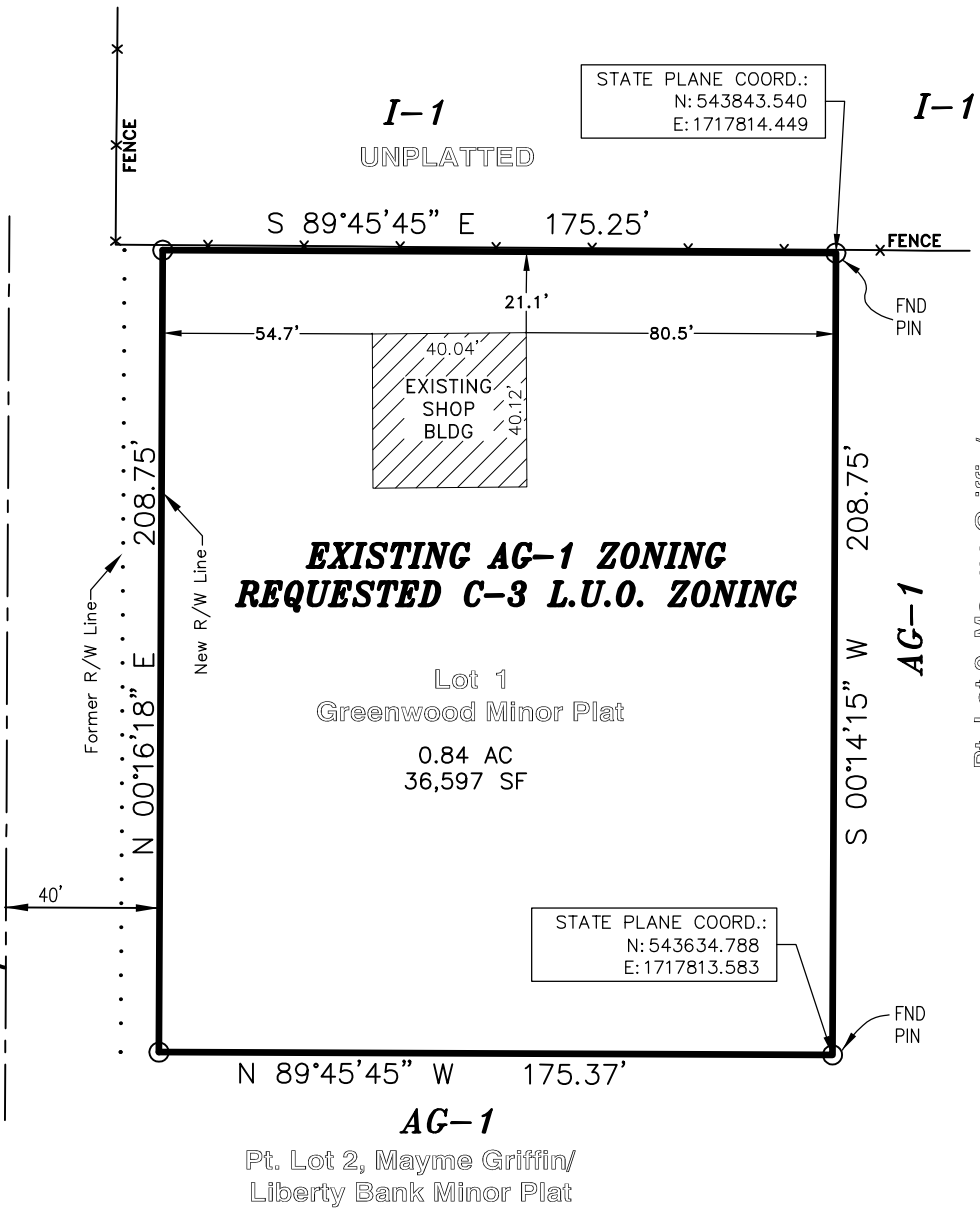 STATE PLANE COORD.:
N: 543843.540
E: 1717814.449
I-1
I-1
UNPLATTED
FENCE
S 89°45'45" E 175.25'
FENCE
FND
PIN
21.1'
54.7'
80.5'
40.04'
EXISTING
SHOP
BLDG
40.12'
208.75'
N 00°16'18" E
Former R/W Line
New R/W Line
EXISTING AG-1 ZONING
REQUESTED C-3 L.U.O. ZONING
Lot 1
Greenwood Minor Plat
0.84 AC
36,597 SF
208.75'
S 00°14'15" W
AG-1
Pt. Lot 2, Mayme
40'
STATE PLANE COORD.:
N: 543634.788
E: 1717813.583
FND
PIN
N 89°45'45" W 175.37'
AG-1
Pt. Lot 2, Mayme Griffin/
Liberty Bank Minor Plat